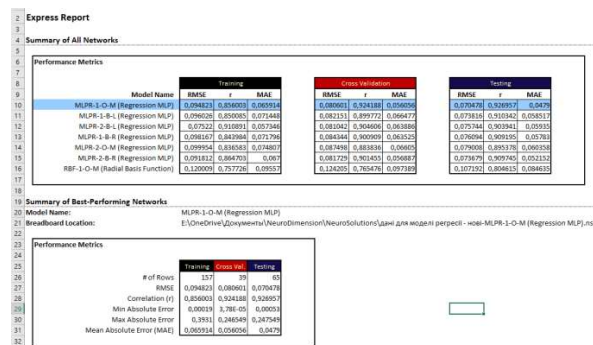 Express Report
Summary of All Networks
Performance Metrics
Training Cross Validation Testing
Model Name RMSE r MAE RMSE r MAE RMSE r MAE
MLPR-1-O-M (Regression MLP) 0,094823 0,856003 0,065914 0,080601 0,924188 0,056056 0,070478 0,926957 0,0479
MLPR-1-B-L (Regression MLP) 0,096026 0,850085 0,071448 0,082151 0,899772 0,066477 0,073816 0,910342 0,058517
MLPR-2-B-L (Regression MLP) 0,07522 0,910891 0,057346 0,081042 0,904606 0,063886 0,075744 0,903941 0,05935
MLPR-1-B-R (Regression MLP) 0,098167 0,843984 0,071796 0,084344 0,900909 0,063525 0,076094 0,909195 0,05783
MLPR-2-O-M (Regression MLP) 0,099954 0,836583 0,074807 0,087498 0,883836 0,06605 0,079008 0,895378 0,060358
MLPR-2-B-R (Regression MLP) 0,091812 0,864703 0,067 0,081729 0,901455 0,056887 0,073679 0,909745 0,052152
RBF-1-O-M (Radial Basis Function) 0,120009 0,757726 0,09557 0,124205 0,765476 0,097389 0,107192 0,804615 0,084635
Summary of Best-Performing Networks
Model Name: MLPR-1-O-M (Regression MLP)
Breadboard Location: E:\OneDrive\Документы\NeuroDimension\NeuroSolutions\дані для моделі регресії - нові-MLPR-1-O-M (Regression MLP).ns
Performance Metrics
Training Cross Val. Testing
# of Rows 157 39 65
RMSE 0,094823 0,080601 0,070478
Correlation (r) 0,856003 0,924188 0,926957
Min Absolute Error 0,00019 3,78E-05 0,00053
Max Absolute Error 0,3931 0,246549 0,247549
Mean Absolute Error (MAE) 0,065914 0,056056 0,0479